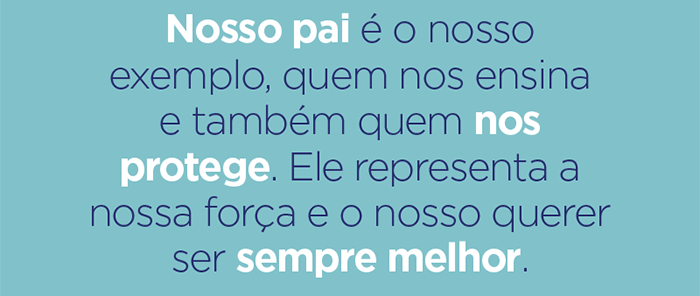 Nosso pai é o nosso
exemplo, quem nos ensina
e também quem nos
protege. Ele representa a
nossa força e o nosso querer
ser sempre melhor.